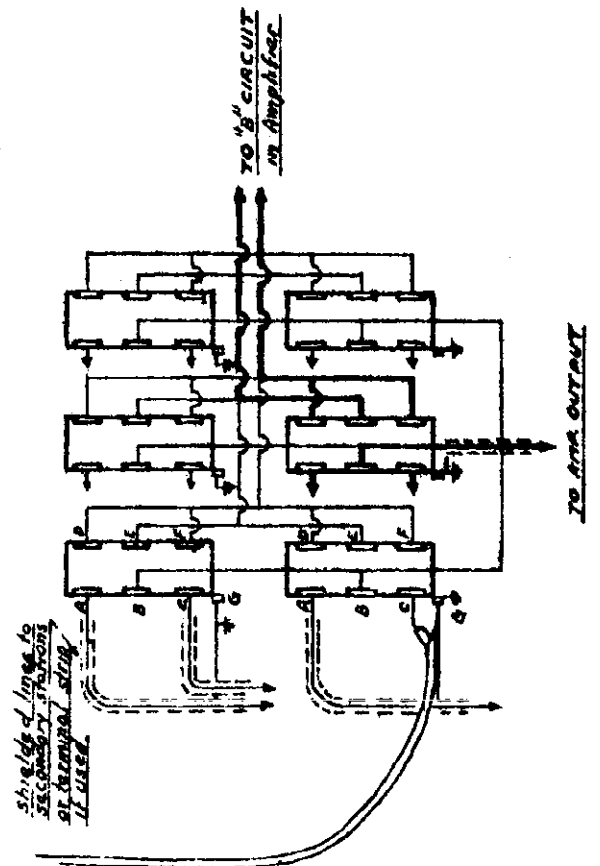 TO "B" CIRCUIT
in Amplifier
shielded lines to
secondary stations
or terminal strip
if used.
A
B
C
D
E
F
G
A
B
C
D
E
F
G
TO AMP. OUTPUT